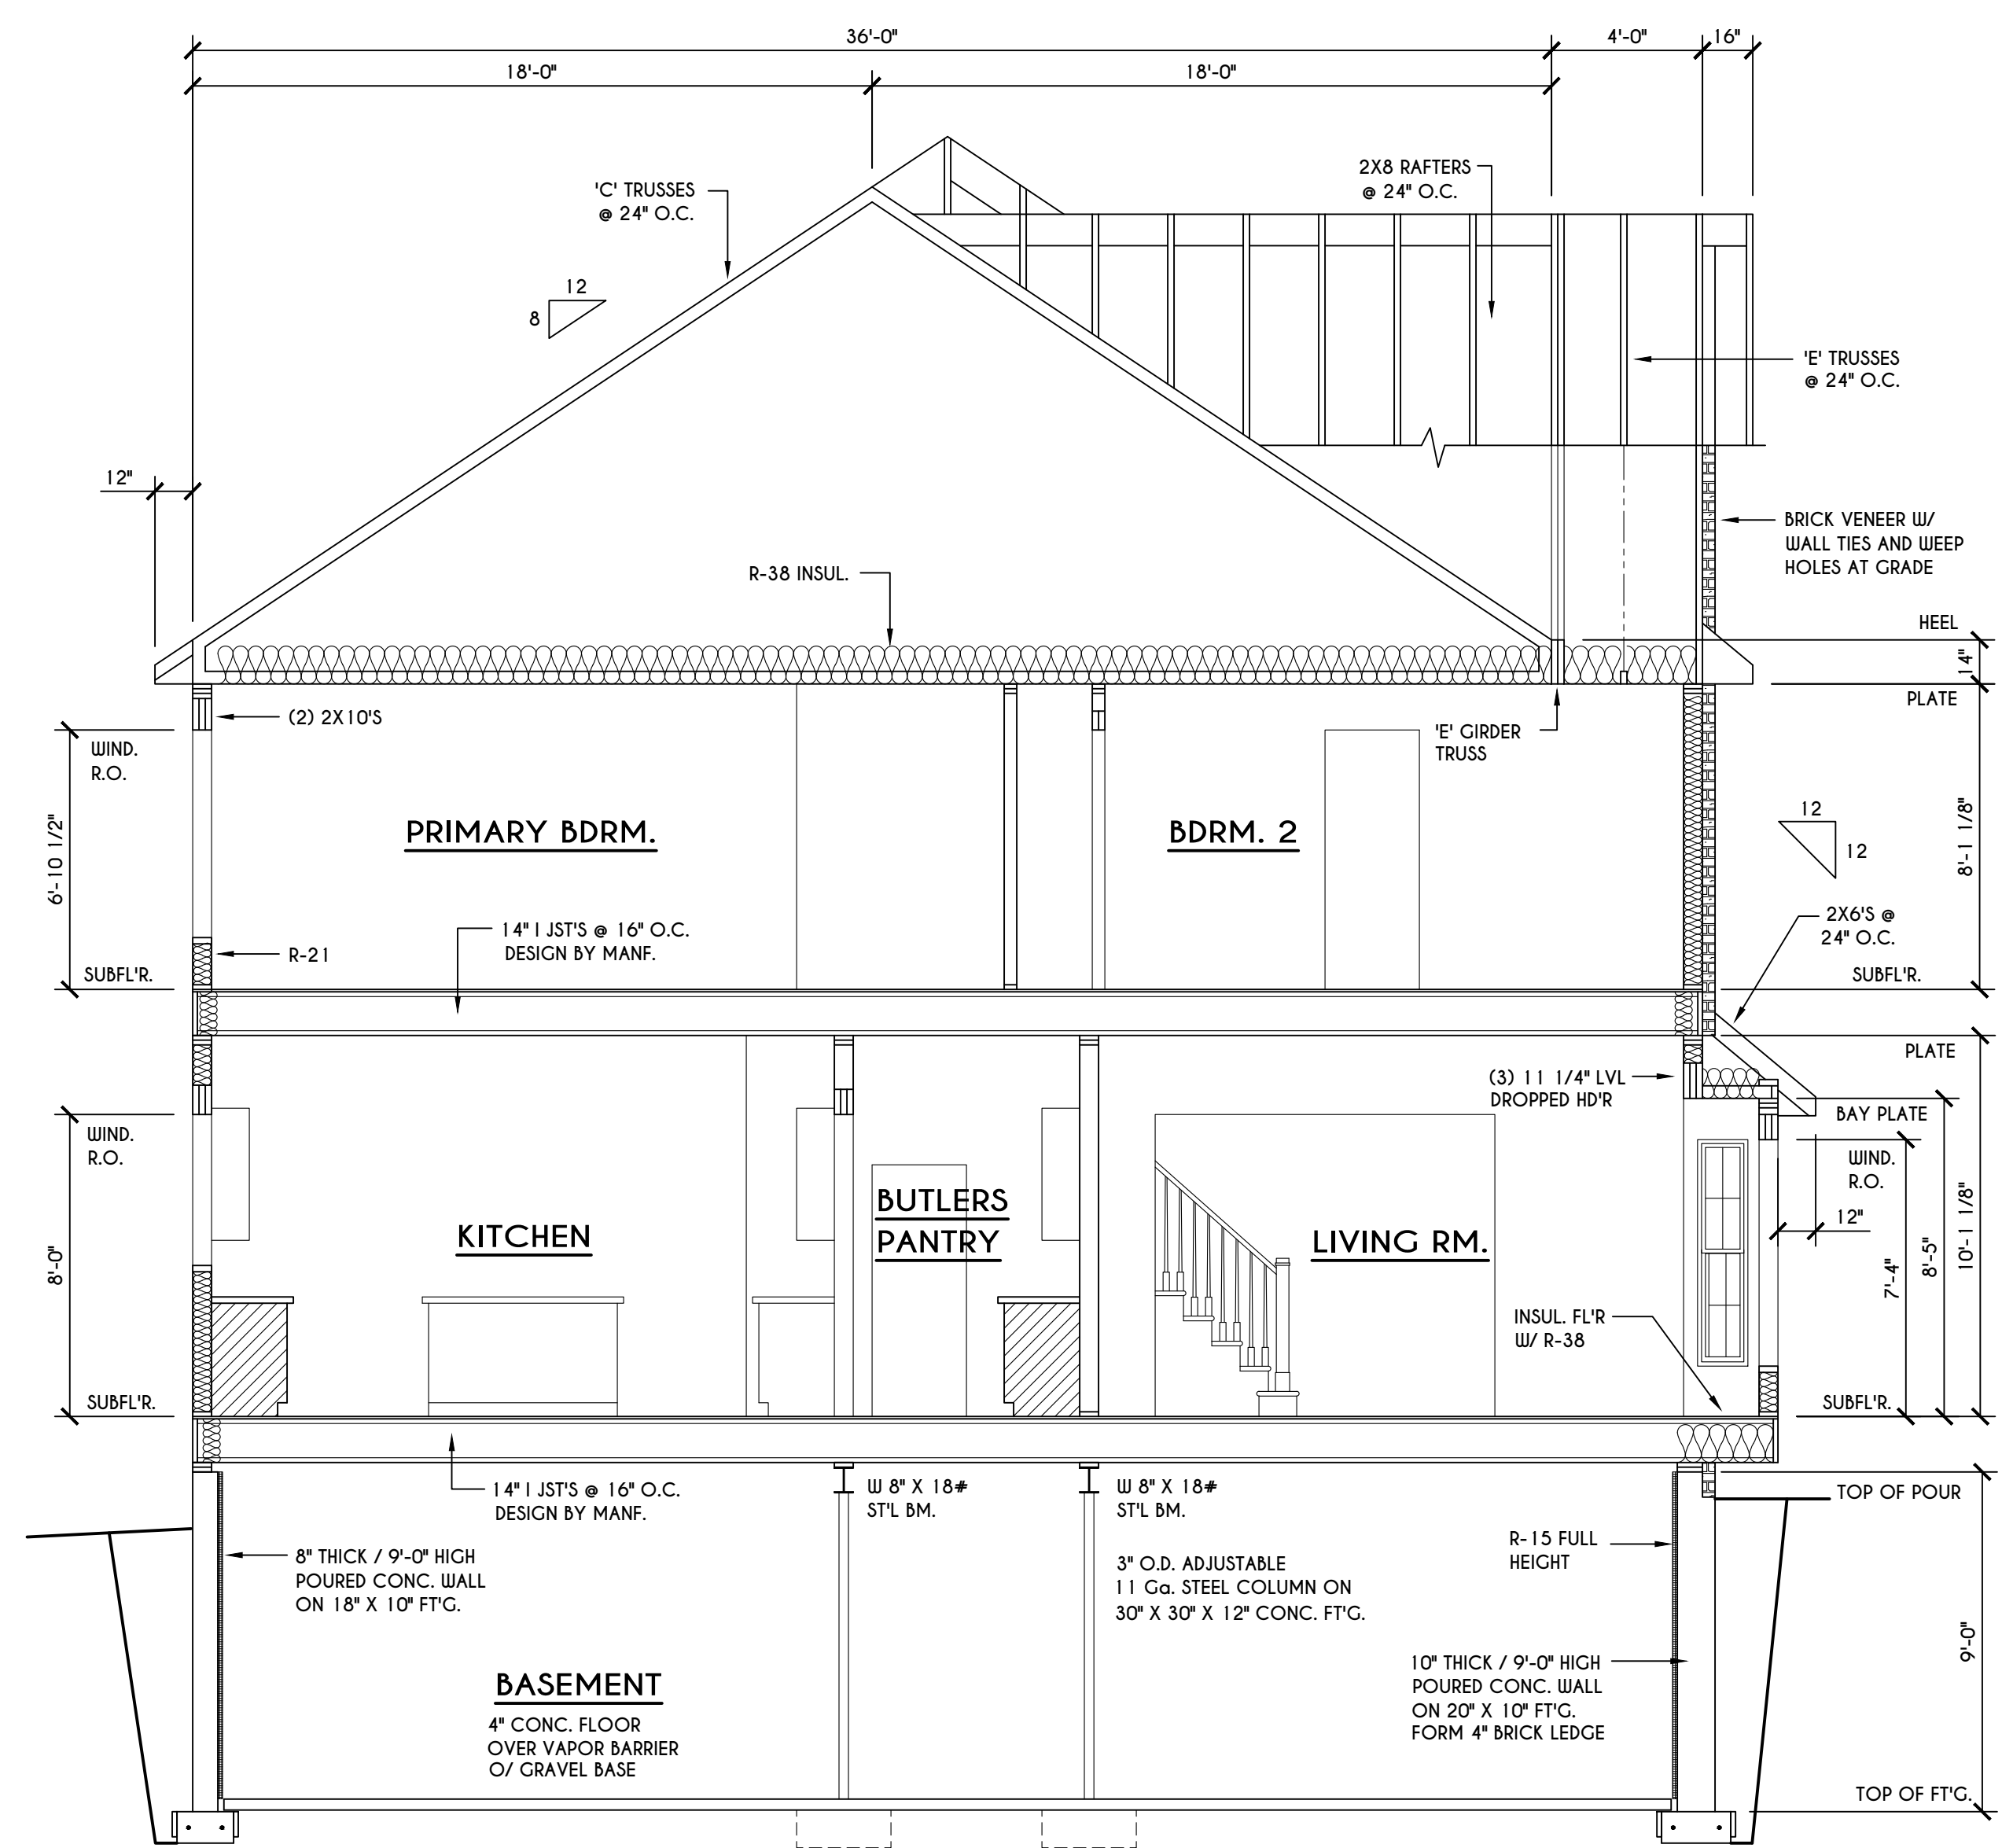 36'-0"
4'-0"
16"
18'-0"
18'-0"
'C' TRUSSES
@ 24" O.C.
2X8 RAFTERS
@ 24" O.C.
12
8
'E' TRUSSES
@ 24" O.C.
12"
BRICK VENEER W/
WALL TIES AND WEEP
HOLES AT GRADE
R-38 INSUL.
HEEL
14"
PLATE
(2) 2X10'S
'E' GIRDER
TRUSS
WIND.
R.O.
6'-10 1/2"
PRIMARY BDRM.
BDRM. 2
12
12
8'-1 1/8"
2X6'S @
24" O.C.
14" I JST'S @ 16" O.C.
DESIGN BY MANF.
R-21
SUBFL'R.
SUBFL'R.
PLATE
(3) 11 1/4" LVL
DROPPED HD'R
BAY PLATE
WIND.
R.O.
WIND.
R.O.
12"
8'-0"
KITCHEN
BUTLERS
PANTRY
LIVING RM.
7'-4"
8'-5"
10'-1 1/8"
INSUL. FL'R
W/ R-38
SUBFL'R.
SUBFL'R.
14" I JST'S @ 16" O.C.
DESIGN BY MANF.
W 8" X 18#
ST'L BM.
W 8" X 18#
ST'L BM.
TOP OF POUR
8" THICK / 9'-0" HIGH
POURED CONC. WALL
ON 18" X 10" FT'G.
3" O.D. ADJUSTABLE
11 Ga. STEEL COLUMN ON
30" X 30" X 12" CONC. FT'G.
R-15 FULL
HEIGHT
9'-0"
BASEMENT
4" CONC. FLOOR
OVER VAPOR BARRIER
O/ GRAVEL BASE
10" THICK / 9'-0" HIGH
POURED CONC. WALL
ON 20" X 10" FT'G.
FORM 4" BRICK LEDGE
TOP OF FT'G.